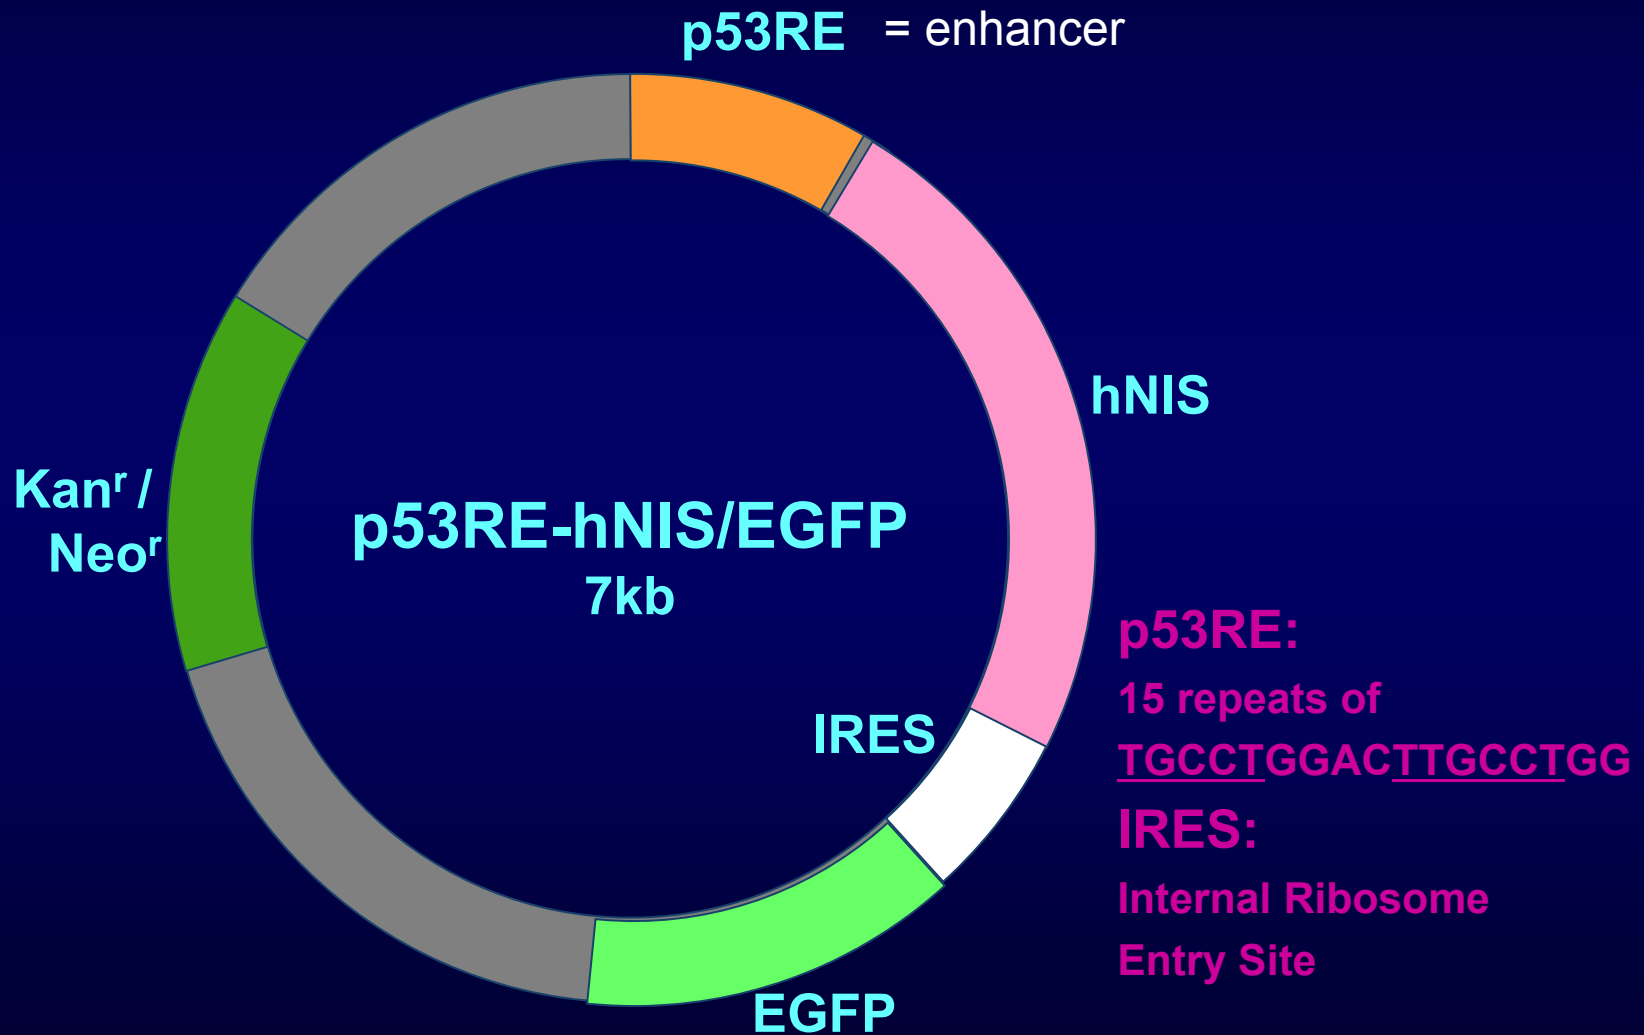 p53RE = enhancer
hNIS
Kanʳ /
Neoʳ
p53RE-hNIS/EGFP
7kb
p53RE:
15 repeats of
TGCCTGGACTTGCCTGG
IRES
IRES:
Internal Ribosome
Entry Site
EGFP